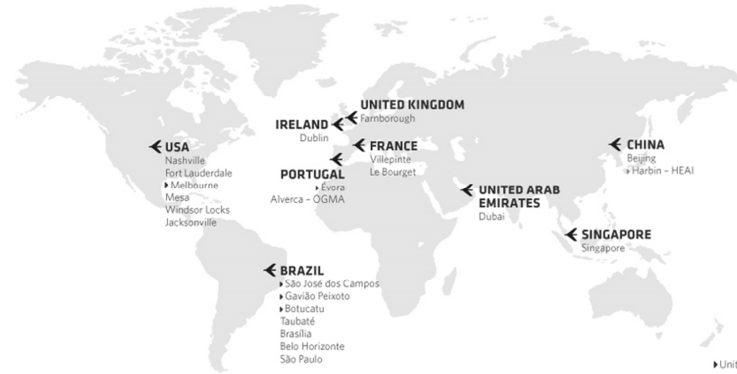 UNITED KINGDOM
Farnborough
IRELAND
Dublin
FRANCE
Villepinte
Le Bourget
PORTUGAL
Évora
Alverca – OGMA
USA
Nashville
Fort Lauderdale
Melbourne
Mesa
Windsor Locks
Jacksonville
CHINA
Beijing
Harbin – HEAI
UNITED ARAB
EMIRATES
Dubai
SINGAPORE
Singapore
BRAZIL
São José dos Campos
Gavião Peixoto
Botucatu
Taubaté
Brasília
Belo Horizonte
São Paulo
Unit